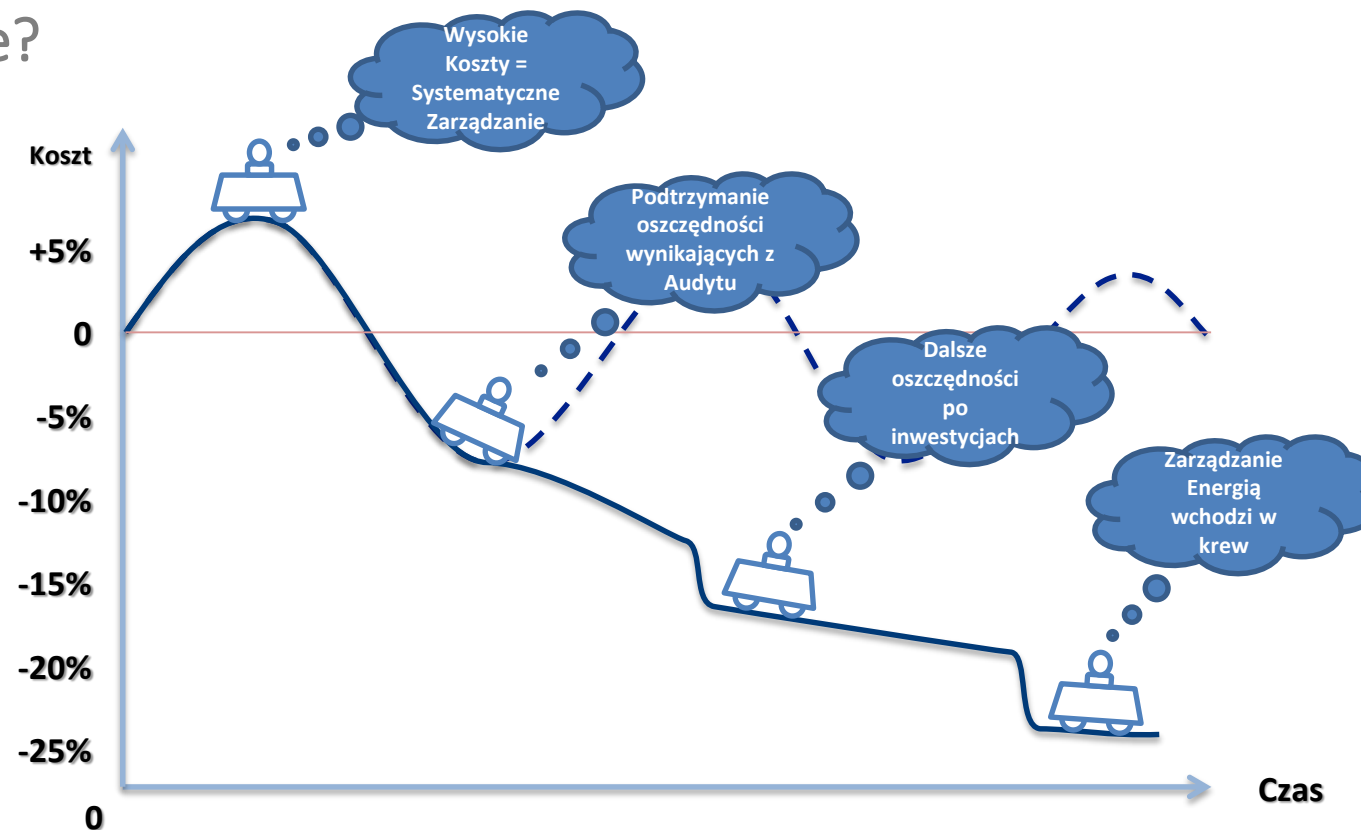 e?
Wysokie
Koszty =
Systematyczne
Zarządzanie
Koszt
Podtrzymanie
oszczędności
wynikających z
Audytu
+5%
0
Dalsze
oszczędności
po
inwestycjach
-5%
Zarządzanie
Energią
wchodzi w
krew
-10%
-15%
-20%
-25%
Czas
0